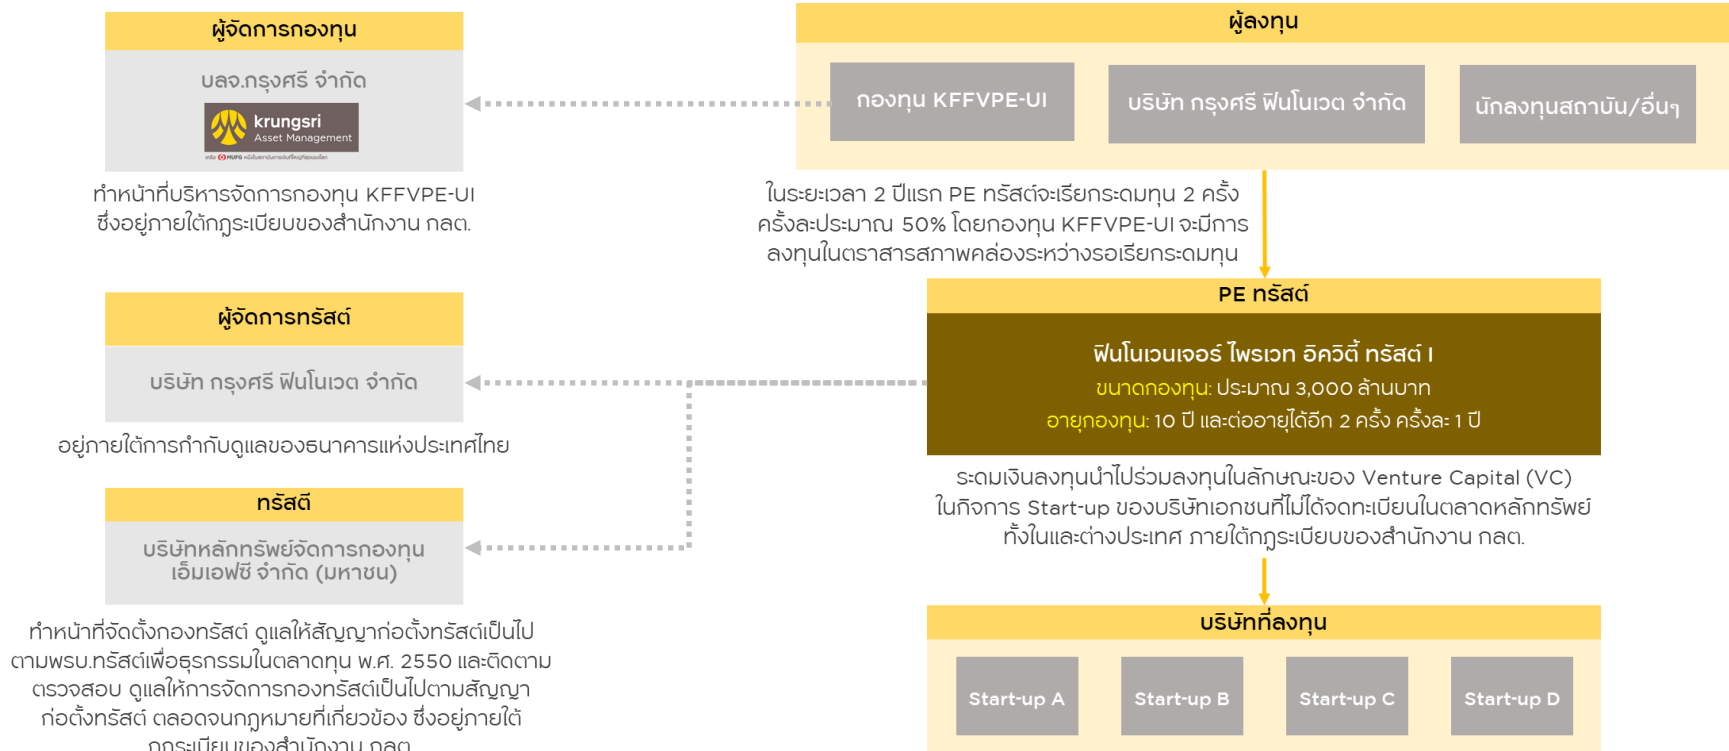 ผู้จัดการกองทุน
บลจ.กรุงศรี จำกัด
krungsri
Asset Management
เครือ MUFG หนึ่งในสถาบันการเงินที่ใหญ่ที่สุดของโลก
ทำหน้าที่บริหารจัดการกองทุน KFFVPE-UI
ซึ่งอยู่ภายใต้กฎระเบียบของสำนักงาน กลต.
ผู้ลงทุน
กองทุน KFFVPE-UI
บริษัท กรุงศรี ฟินโนเวต จำกัด
นักลงทุนสถาบัน/อื่นๆ
ในระยะเวลา 2 ปีแรก PE ทรัสต์จะเรียกระดมทุน 2 ครั้ง
ครั้งละประมาณ 50% โดยกองทุน KFFVPE-UI จะมีการ
ลงทุนในตราสารสภาพคล่องระหว่างรอเรียกระดมทุน
ผู้จัดการทรัสต์
บริษัท กรุงศรี ฟินโนเวต จำกัด
อยู่ภายใต้การกำกับดูแลของธนาคารแห่งประเทศไทย
PE ทรัสต์
ฟินโนเวนเจอร์ ไพรเวท อิควิตี้ ทรัสต์ I
ขนาดกองทุน: ประมาณ 3,000 ล้านบาท
อายุกองทุน: 10 ปี และต่ออายุได้อีก 2 ครั้ง ครั้งละ 1 ปี
ระดมเงินลงทุนนำไปร่วมลงทุนในลักษณะของ Venture Capital (VC)
ในกิจการ Start-up ของบริษัทเอกชนที่ไม่ได้จดทะเบียนในตลาดหลักทรัพย์
ทั้งในและต่างประเทศ ภายใต้กฎระเบียบของสำนักงาน กลต.
ทรัสตี
บริษัทหลักทรัพย์จัดการกองทุน
เอ็มเอฟซี จำกัด (มหาชน)
ทำหน้าที่จัดตั้งกองทรัสต์ ดูแลให้สัญญาก่อตั้งทรัสต์เป็นไป
ตามพรบ.ทรัสต์เพื่อธุรกรรมในตลาดทุน พ.ศ. 2550 และติดตาม
ตรวจสอบ ดูแลให้การจัดการกองทรัสต์เป็นไปตามสัญญา
ก่อตั้งทรัสต์ ตลอดจนกฎหมายที่เกี่ยวข้อง ซึ่งอยู่ภายใต้
กฎระเบียบของสำนักงาน กลต.
บริษัทที่ลงทุน
Start-up A
Start-up B
Start-up C
Start-up D